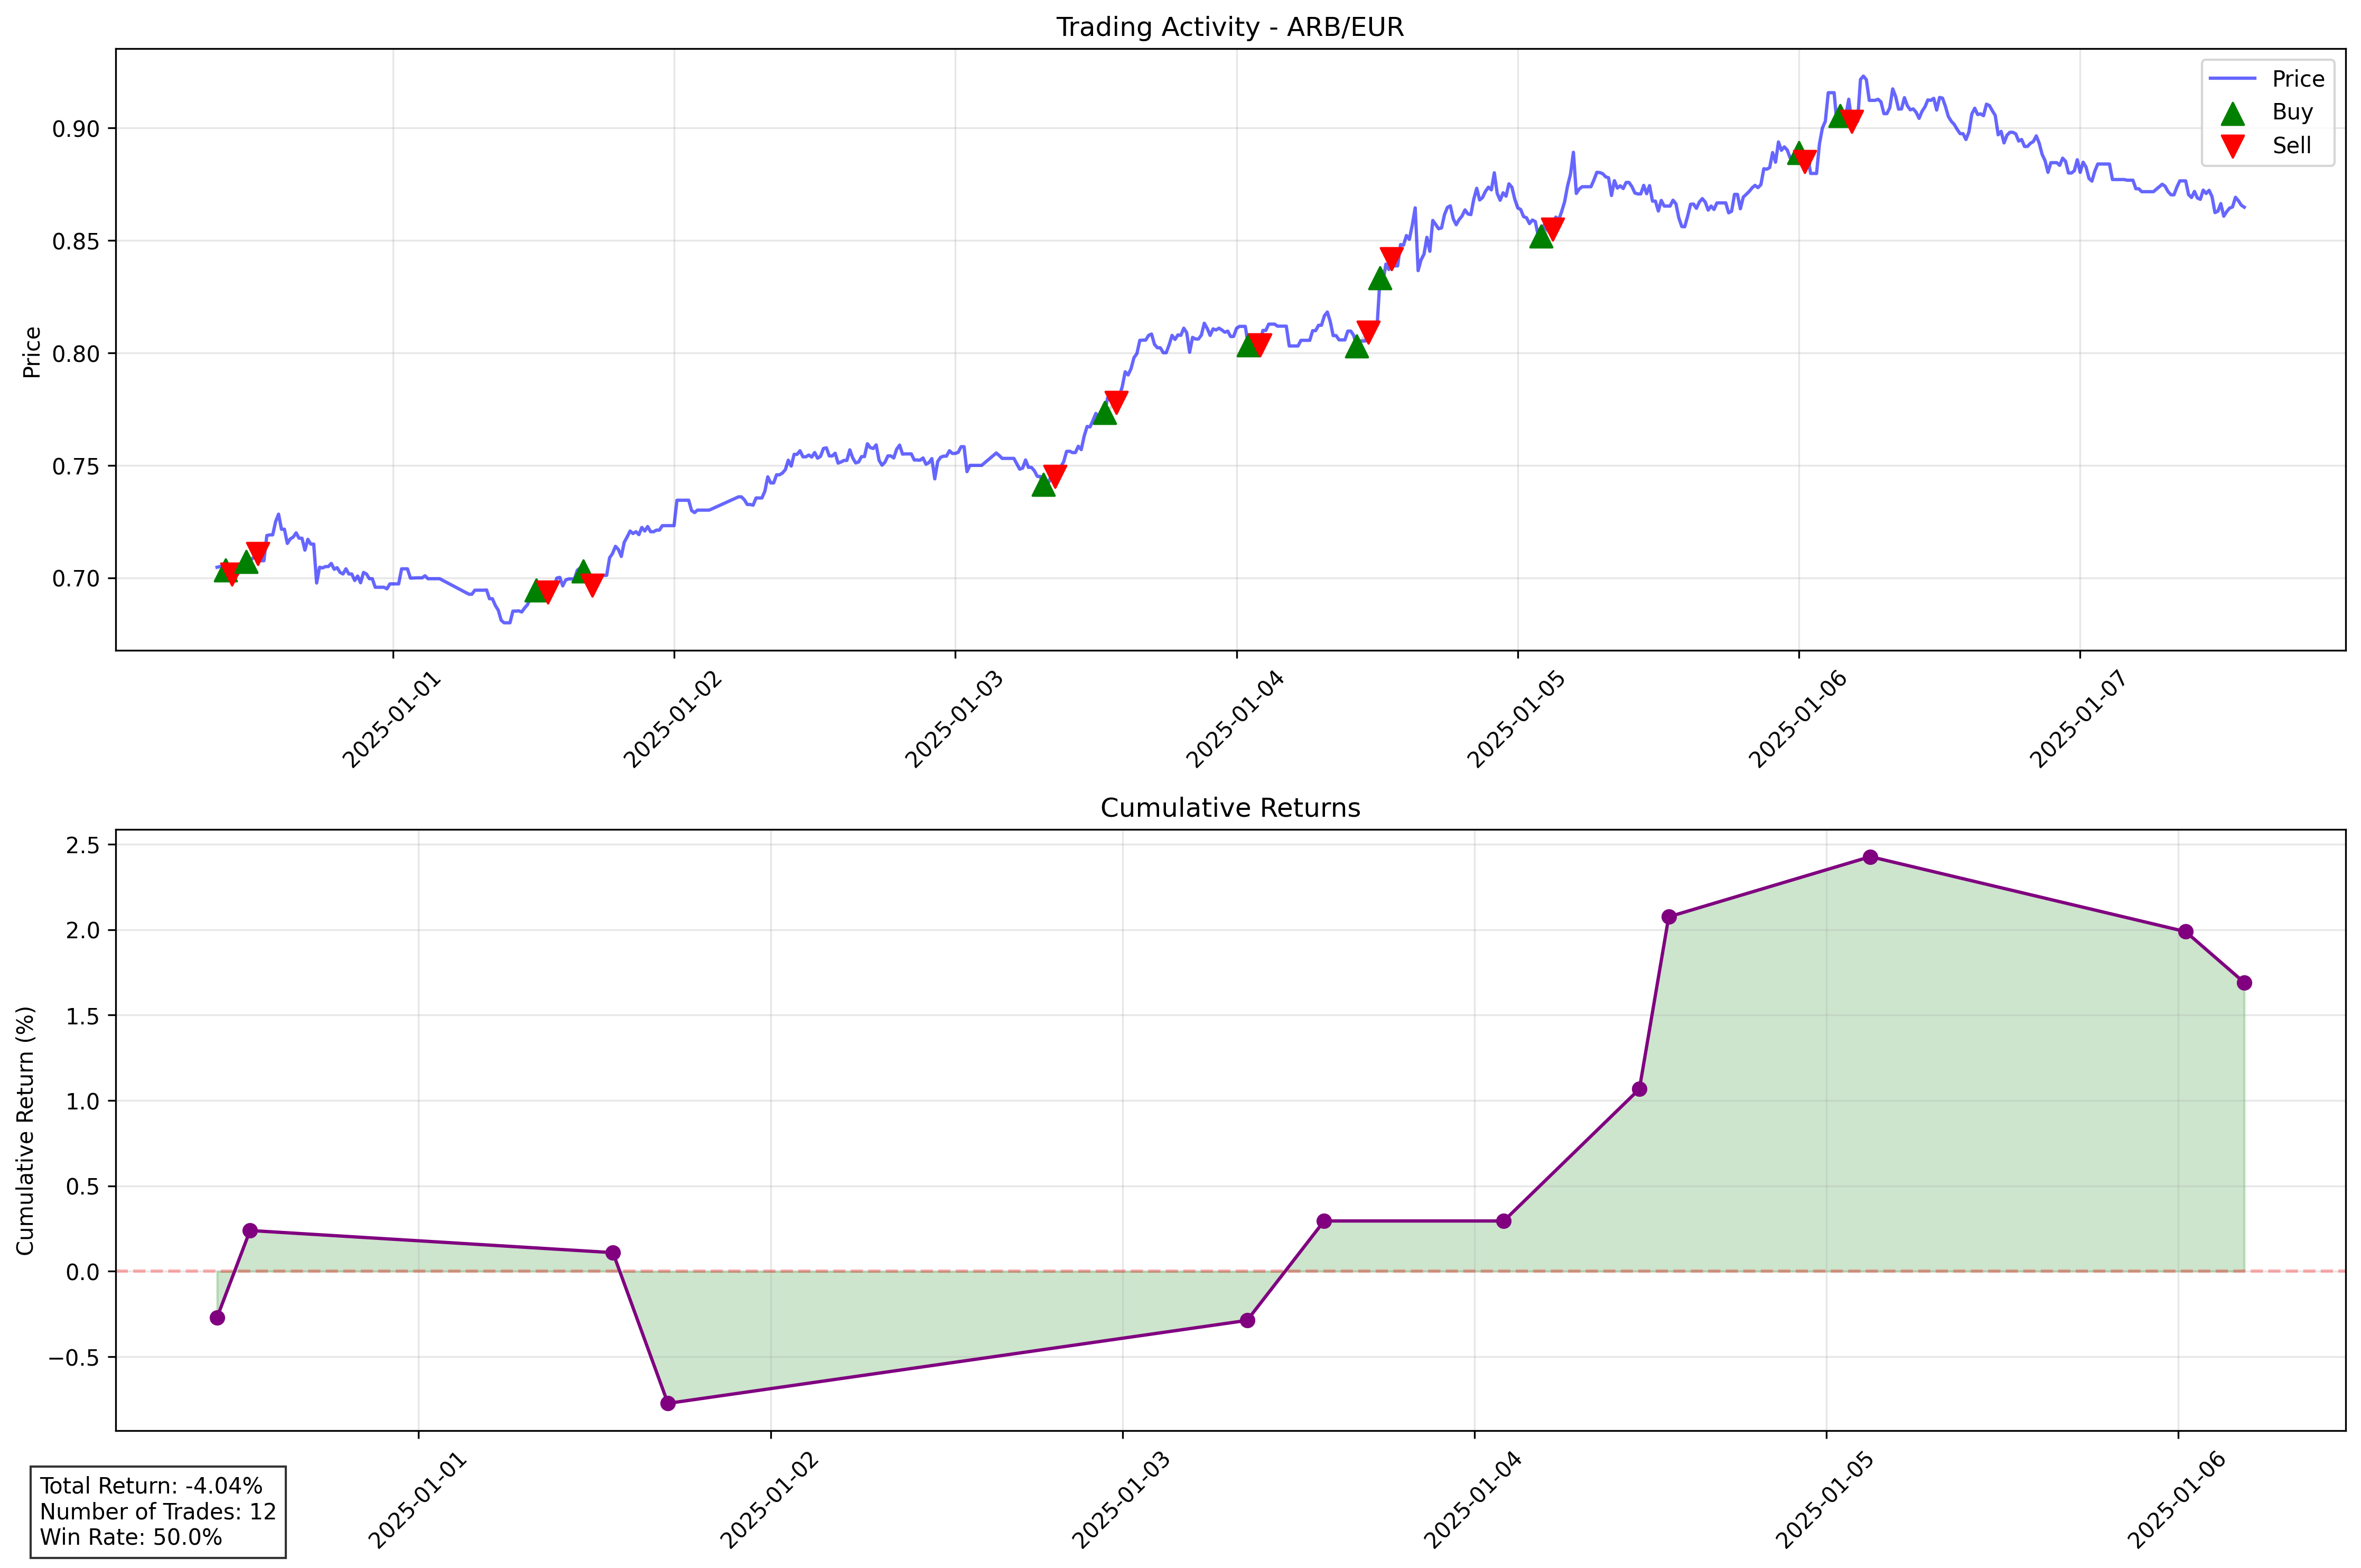 Trading Activity - ARB/EUR
Price
Buy
Sell
Price
0.90
0.85
0.80
0.75
0.70
2025-01-01
2025-01-02
2025-01-03
2025-01-04
2025-01-05
2025-01-06
2025-01-07
Cumulative Returns
Cumulative Return (%)
2.5
2.0
1.5
1.0
0.5
0.0
−0.5
2025-01-01
2025-01-02
2025-01-03
2025-01-04
2025-01-05
2025-01-06
Total Return: -4.04%
Number of Trades: 12
Win Rate: 50.0%